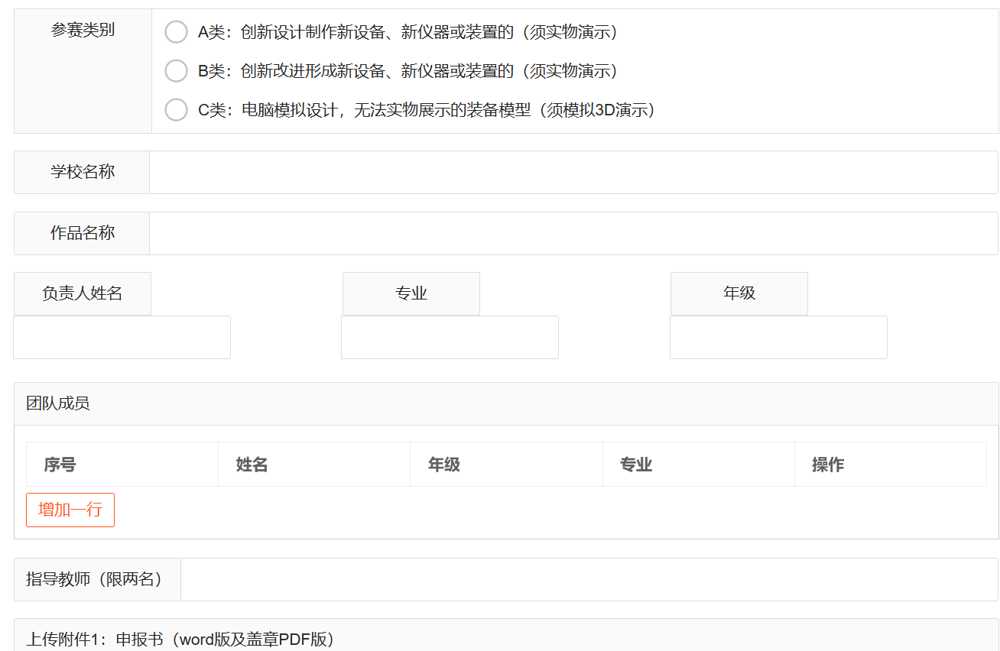 参赛类别
A类：创新设计制作新设备、新仪器或装置的（须实物演示）
B类：创新改进形成新设备、新仪器或装置的（须实物演示）
C类：电脑模拟设计，无法实物展示的装备模型（须模拟3D演示）
学校名称
作品名称
负责人姓名 专业 年级
团队成员
序号 姓名 年级 专业 操作
增加一行
指导教师（限两名）
上传附件1：申报书（word版及盖章PDF版）